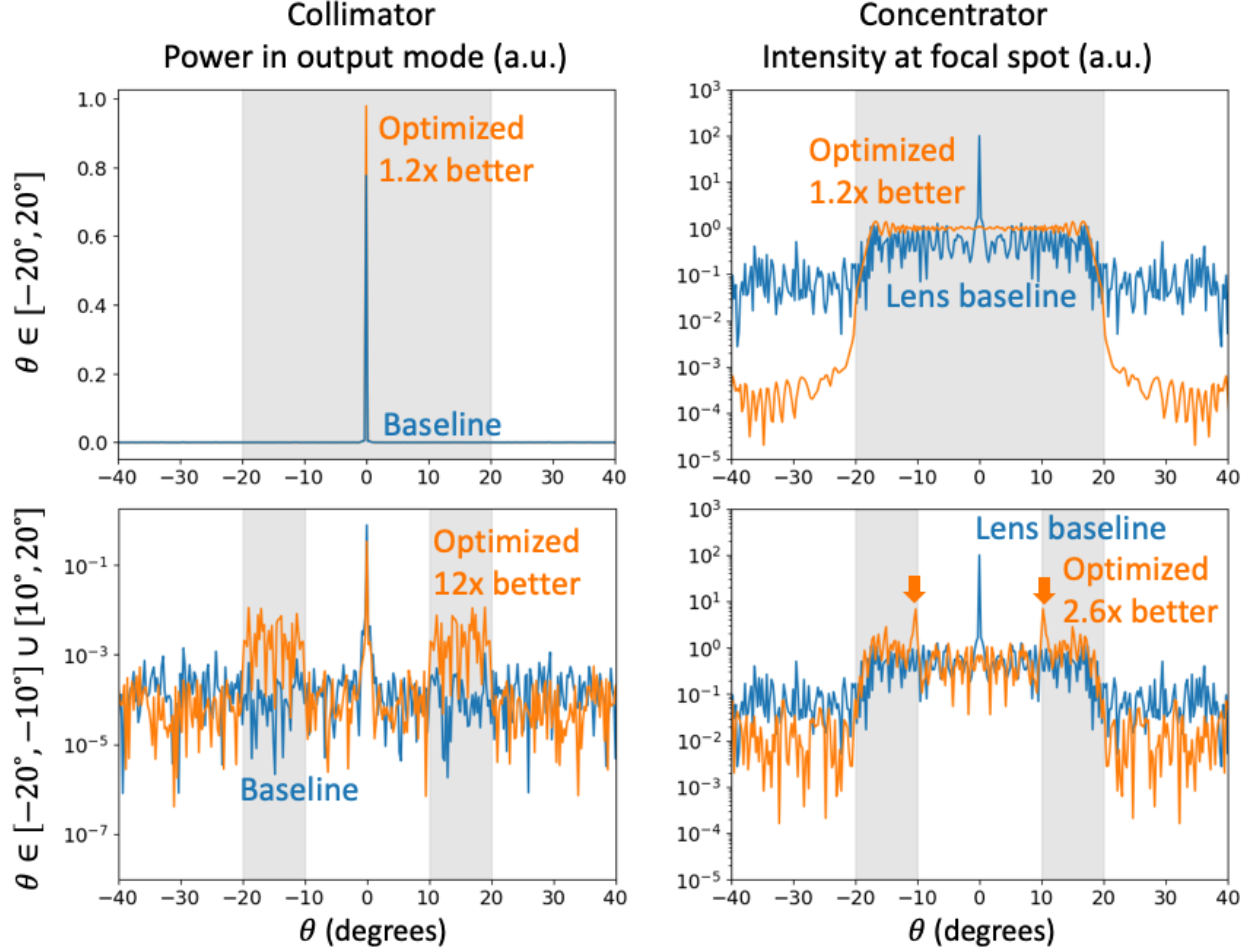 Collimator
Power in output mode (a.u.)
Concentrator
Intensity at focal spot (a.u.)
θ ∈ [−20°, 20°]
1.0
0.8
0.6
0.4
0.2
0.0
−40 −30 −20 −10 0 10 20 30 40
Optimized
1.2x better
Baseline
10³
10²
10¹
10⁰
10⁻¹
10⁻²
10⁻³
10⁻⁴
10⁻⁵
−40 −30 −20 −10 0 10 20 30 40
Optimized
1.2x better
Lens baseline
θ ∈ [−20°, −10°] ∪ [10°, 20°]
10⁻¹
10⁻³
10⁻⁵
10⁻⁷
−40 −30 −20 −10 0 10 20 30 40
θ (degrees)
Optimized
12x better
Baseline
10³
10²
10¹
10⁰
10⁻¹
10⁻²
10⁻³
10⁻⁴
10⁻⁵
−40 −30 −20 −10 0 10 20 30 40
θ (degrees)
Lens baseline
Optimized
2.6x better